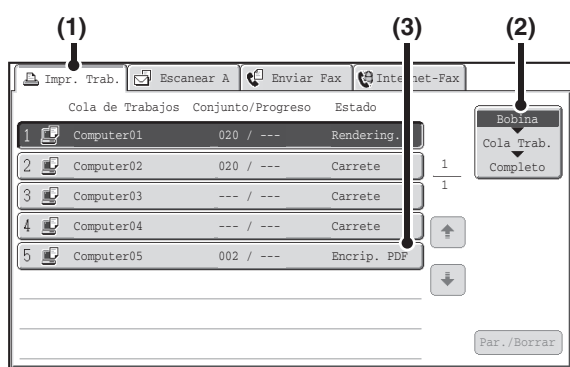 (1) (3) (2)
Impr. Trab. Escanear A Enviar Fax Internet-Fax
Cola de Trabajos Conjunto/Progreso Estado
1 Computer01 020 / --- Rendering.
2 Computer02 020 / --- Carrete
3 Computer03 --- / --- Carrete
4 Computer04 --- / --- Carrete
5 Computer05 002 / --- Encrip. PDF
1
1
Bobina
Cola Trab.
Completo
Par./Borrar